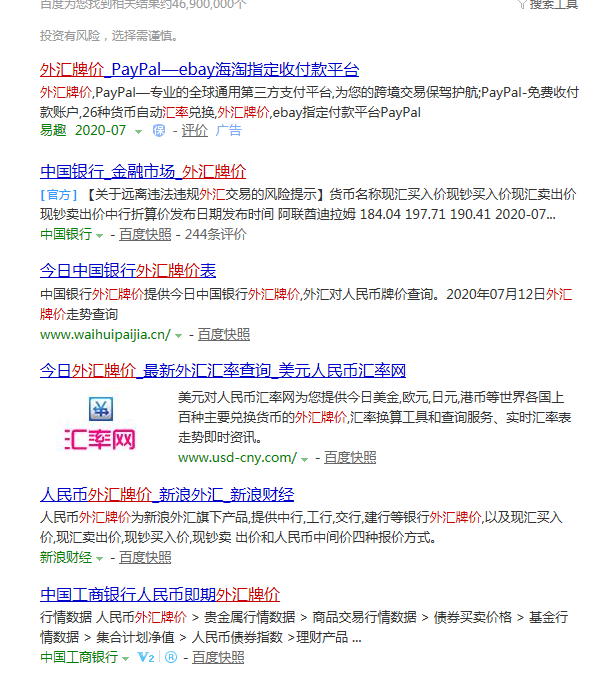 百度为您找到相关结果约46,900,000个
搜索工具
投资有风险，选择需谨慎。
外汇牌价_PayPal—ebay海淘指定收付款平台
外汇牌价,PayPal—专业的全球通用第三方支付平台,为您的跨境交易保驾护航;PayPal-免费收付
款账户,26种货币自动汇率兑换,外汇牌价,ebay指定付款平台PayPal
易趣 2020-07 保 - 评价 广告
中国银行_金融市场_外汇牌价
[官方] 【关于远离违法违规外汇交易的风险提示】 货币名称现汇买入价现钞买入价现汇卖出价
现钞卖出价中行折算价发布日期发布时间 阿联酋迪拉姆 184.04 197.71 190.41 2020-07...
中国银行 - 百度快照 - 244条评价
今日中国银行外汇牌价表
中国银行外汇牌价提供今日中国银行外汇牌价,外汇对人民币牌价查询。2020年07月12日外汇
牌价走势查询
www.waihuipaijia.cn/ - 百度快照
今日外汇牌价_最新外汇汇率查询_美元人民币汇率网
汇率网
美元对人民币汇率网为您提供今日美金,欧元,日元,港币等世界各国上
百种主要兑换货币的外汇牌价,汇率换算工具和查询服务、实时汇率表
走势即时资讯。
www.usd-cny.com/ - 百度快照
人民币外汇牌价_新浪外汇_新浪财经
人民币外汇牌价为新浪外汇旗下产品,提供中行,工行,交行,建行等银行外汇牌价,以及现汇买入
价,现汇卖出价,现钞买入价,现钞卖 出价和人民币中间价四种报价方式。
新浪财经 - 百度快照
中国工商银行人民币即期外汇牌价
行情数据 人民币外汇牌价 > 贵金属行情数据 > 商品交易行情数据 > 债券买卖价格 > 基金行
情数据 > 集合计划净值 > 人民币债券指数 >理财产品 ...
中国工商银行 V2 ® - 百度快照